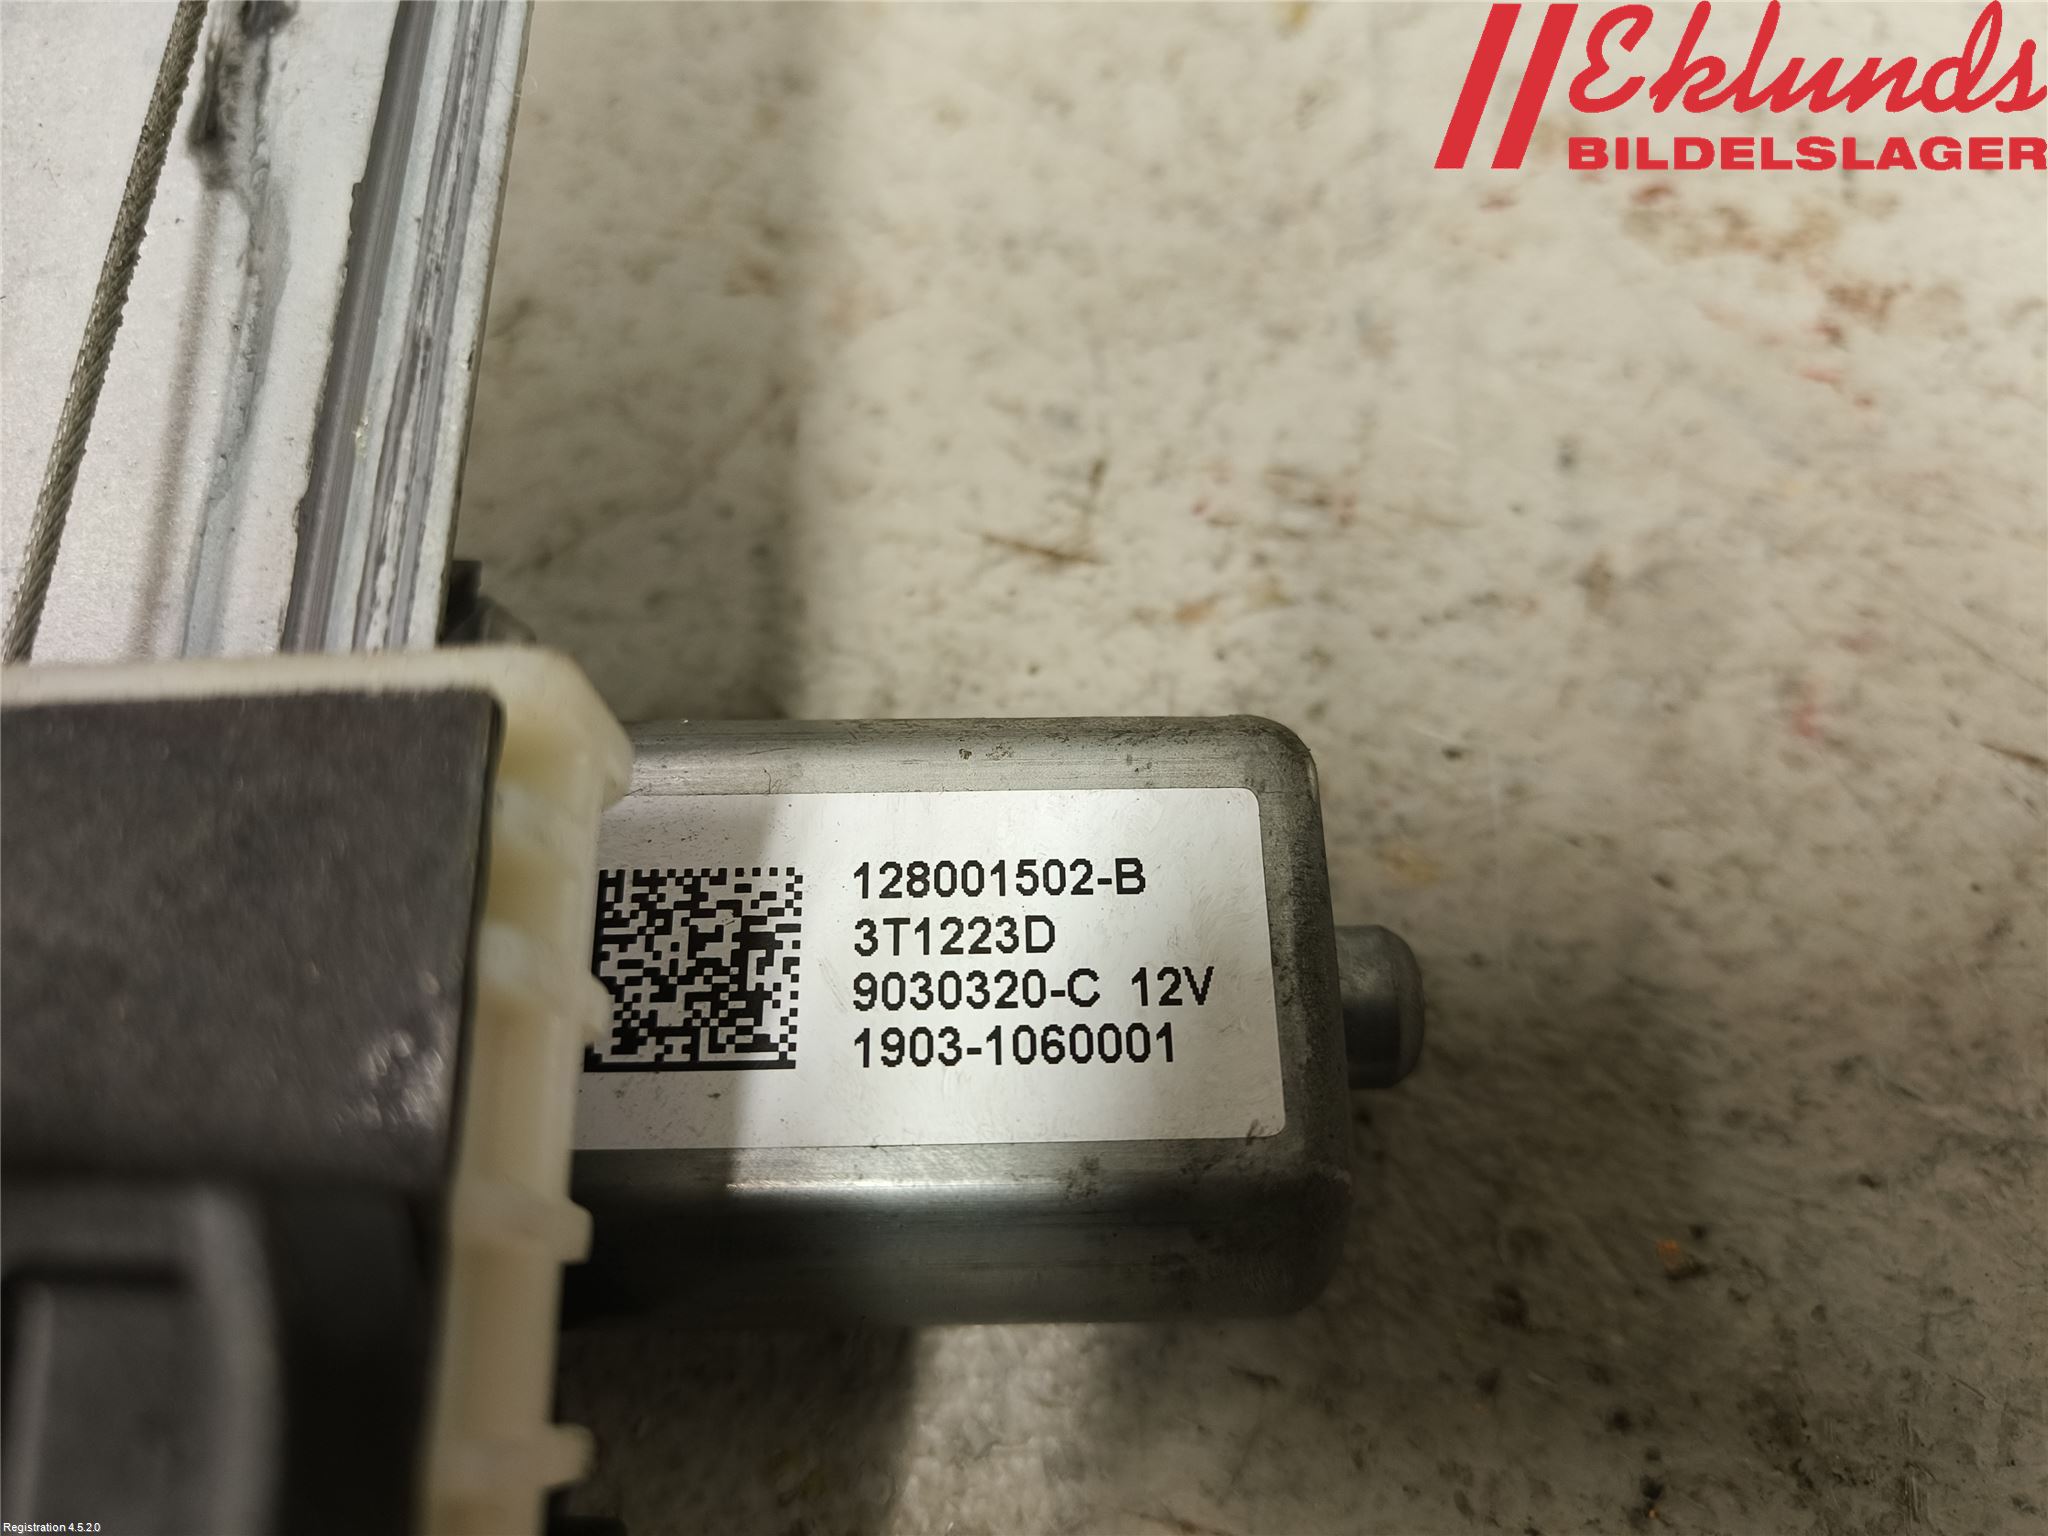 Eklunds
BILDELSLAGER
128001502-B
3T1223D
9030320-C 12V
1903-1060001
Registration 4.5.2.0